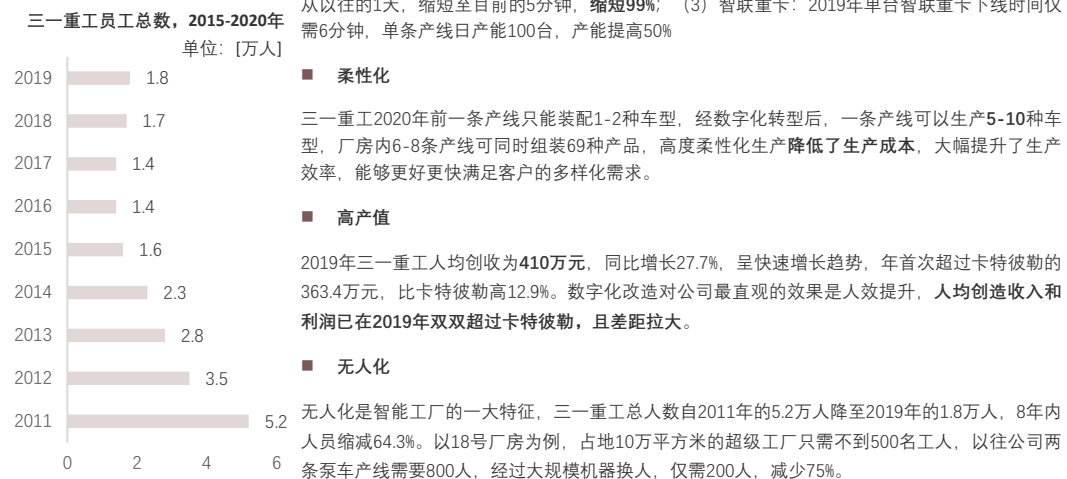 三一重工员工总数，2015-2020年
单位：[万人]
2019 1.8
2018 1.7
2017 1.4
2016 1.4
2015 1.6
2014 2.3
2013 2.8
2012 3.5
2011 5.2
0 2 4 6
从以往的1天，缩短至目前的5分钟，缩短99%；（3）智联重卡：2019年单台智联重卡下线时间仅
需6分钟，单条产线日产能100台，产能提高50%
■ 柔性化
三一重工2020年前一条产线只能装配1-2种车型，经数字化转型后，一条产线可以生产5-10种车
型，厂房内6-8条产线可同时组装69种产品，高度柔性化生产降低了生产成本，大幅提升了生产
效率，能够更好更快满足客户的多样化需求。
■ 高产值
2019年三一重工人均创收为410万元，同比增长27.7%，呈快速增长趋势，年首次超过卡特彼勒的
363.4万元，比卡特彼勒高12.9%。数字化改造对公司最直观的效果是人效提升，人均创造收入和
利润已在2019年双双超过卡特彼勒，且差距拉大。
■ 无人化
无人化是智能工厂的一大特征，三一重工总人数自2011年的5.2万人降至2019年的1.8万人，8年内
人员缩减64.3%。以18号厂房为例，占地10万平方米的超级工厂只需不到500名工人，以往公司两
条泵车产线需要800人，经过大规模机器换人，仅需200人，减少75%。